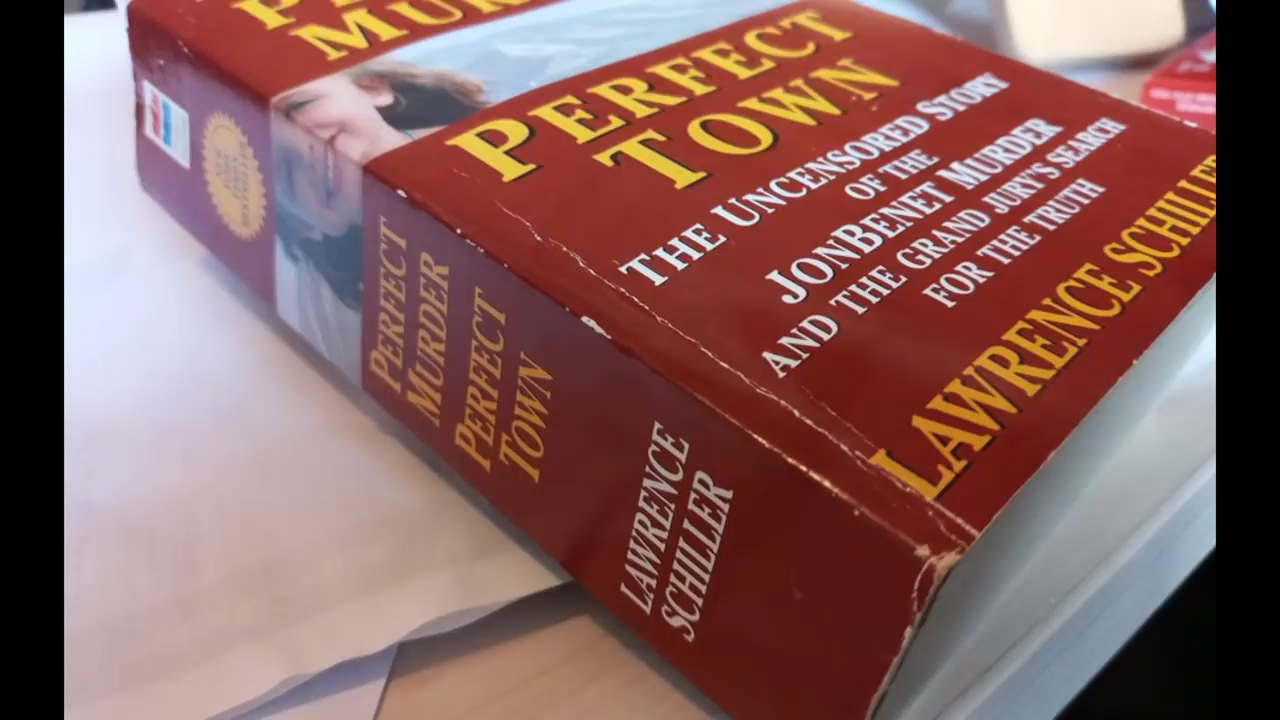 MURDER
PERFECT
TOWN
THE UNCENSORED STORY
OF THE
JONBENET MURDER
AND THE GRAND JURY'S SEARCH
FOR THE TRUTH
LAWRENCE SCHILLER
PERFECT
MURDER
PERFECT
TOWN
LAWRENCE
SCHILLER